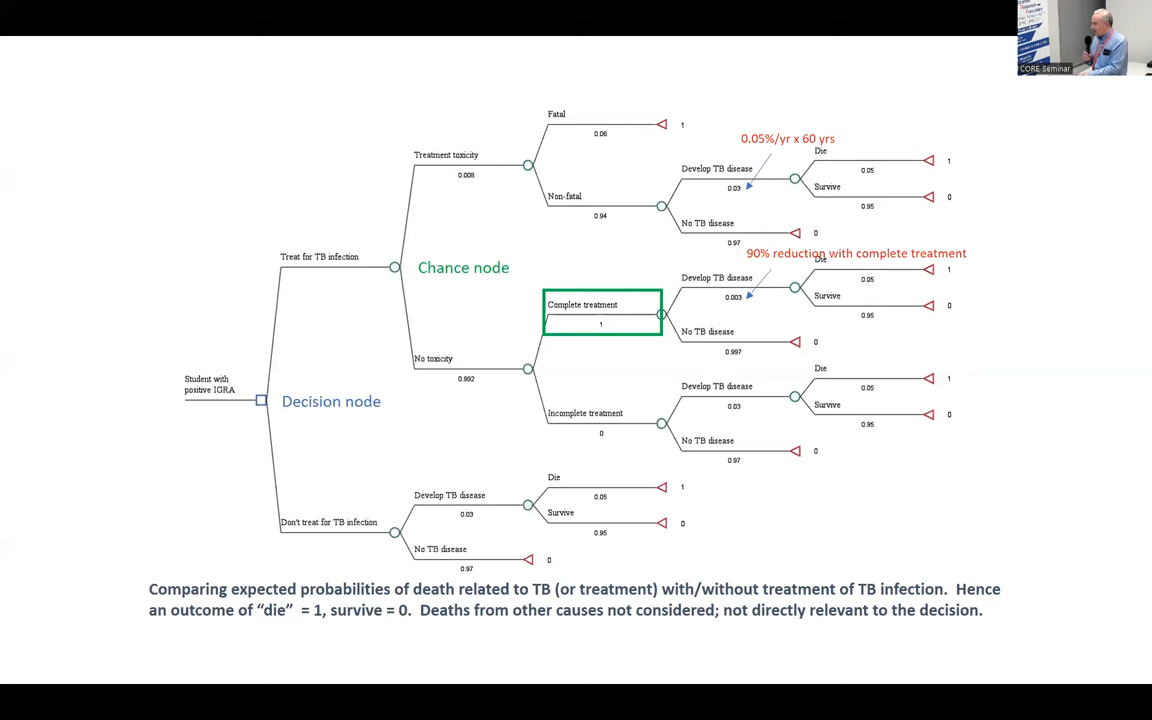 CORE Seminar
Fatal
0.06
1
0.05%/yr x 60 yrs
Treatment toxicity
0.008
Die
0.05
1
Develop TB disease
0.03
Survive
0.95
0
Non-fatal
0.94
No TB disease
0.97
0
Treat for TB infection
Chance node
90% reduction with complete treatment
Die
0.05
1
Develop TB disease
0.003
Survive
0.95
0
Complete treatment
1
No TB disease
0.997
0
No toxicity
0.992
Die
0.05
1
Develop TB disease
0.03
Survive
0.95
0
Incomplete treatment
0
No TB disease
0.97
0
Student with
positive IGRA
Decision node
Don't treat for TB infection
Develop TB disease
0.03
Die
0.05
1
Survive
0.95
0
No TB disease
0.97
0
Comparing expected probabilities of death related to TB (or treatment) with/without treatment of TB infection. Hence
an outcome of “die” = 1, survive = 0. Deaths from other causes not considered; not directly relevant to the decision.